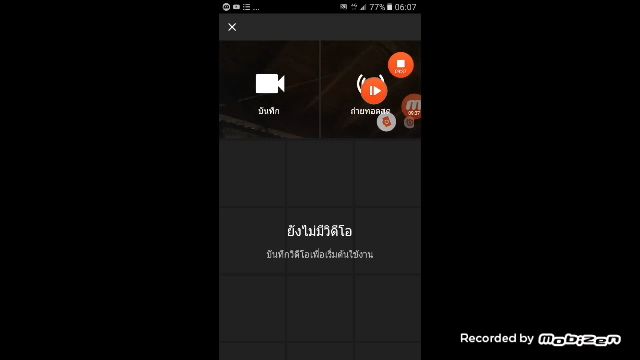 ... 77% 06:07
บันทึก
ถ่ายทอดสด
ยังไม่มีวิดีโอ
บันทึกวิดีโอเพื่อเริ่มต้นใช้งาน
Recorded by Mobizen